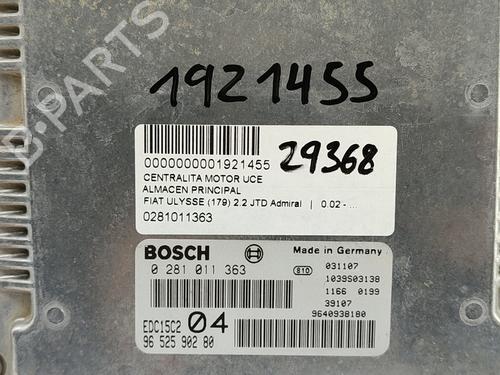 B-PARTS
1921455
0000000001921455
29368
CENTRALITA MOTOR UCE
ALMACEN PRINCIPAL
FIAT ULYSSE (179) 2.2 JTD Admiral | 0.02 - ...
0281011363
BOSCH
Made in Germany
0 281 011 363
810
031107
1039S03138
1166 0199
39107
9640938180
EDC15C2 04
96 525 902 80